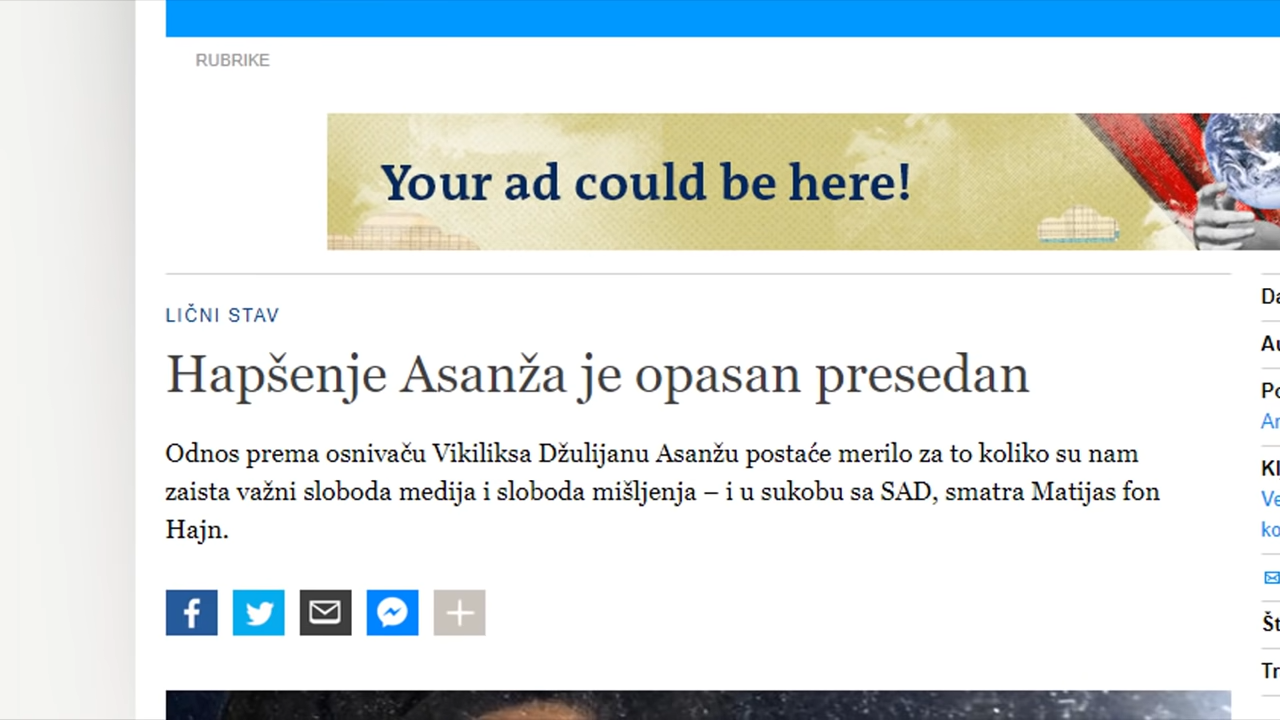 RUBRIKE
Your ad could be here!
LIČNI STAV
Hapšenje Asanža je opasan presedan
Odnos prema osnivaču Vikiliksa Džulijanu Asanžu postaće merilo za to koliko su nam
zaista važni sloboda medija i sloboda mišljenja – i u sukobu sa SAD, smatra Matijas fon
Hajn.